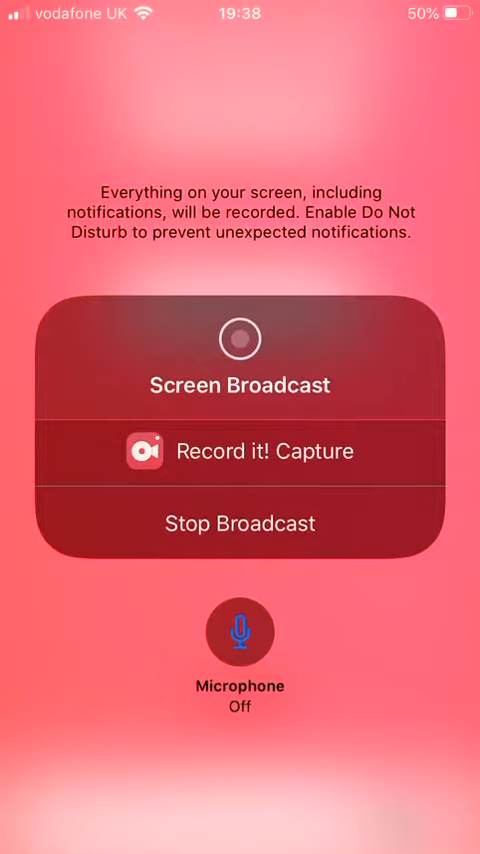 vodafone UK 19:38 50%
Everything on your screen, including
notifications, will be recorded. Enable Do Not
Disturb to prevent unexpected notifications.
Screen Broadcast
Record it! Capture
Stop Broadcast
Microphone
Off